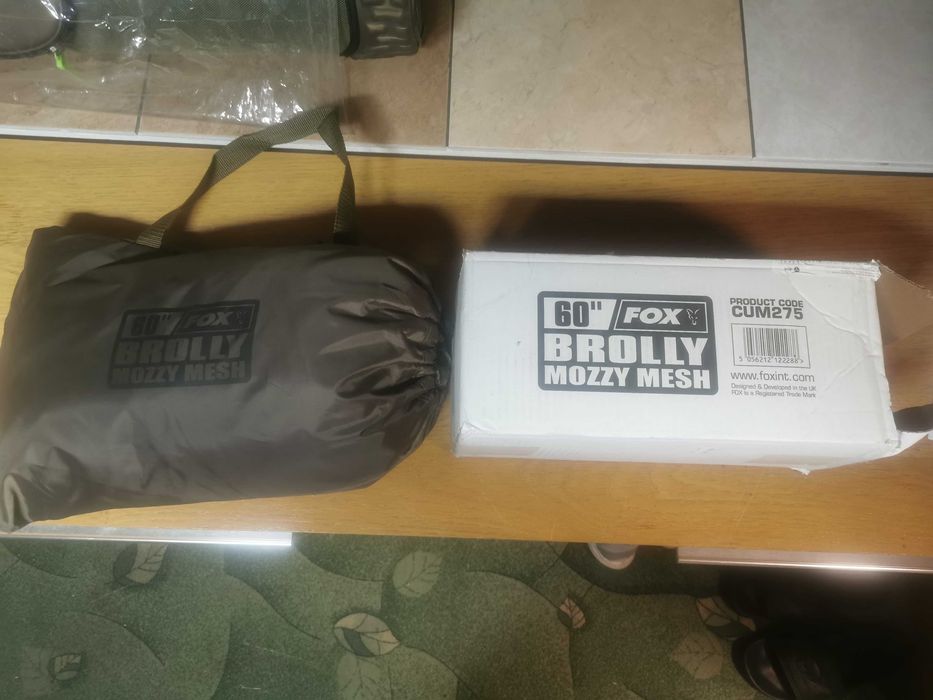 60" FOX
BROLLY
MOZZY MESH
60" FOX
BROLLY
MOZZY MESH
PRODUCT CODE
CUM275
5 056212 122288
www.foxint.com
Designed & Developed in the UK
FOX is a Registered Trade Mark